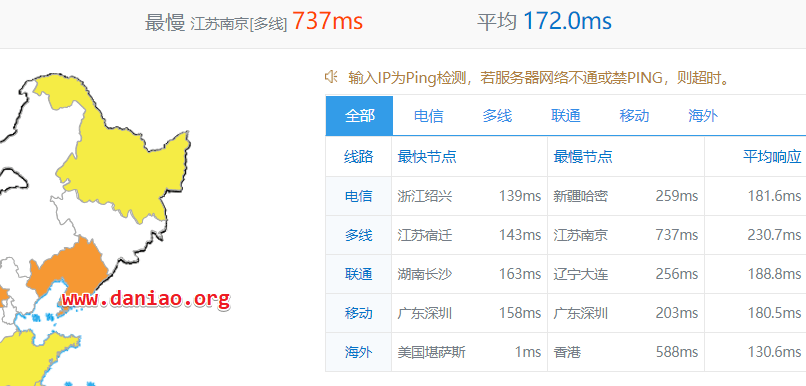 最慢 江苏南京[多线] 737ms 平均 172.0ms
输入IP为Ping检测，若服务器网络不通或禁PING，则超时。
全部 电信 多线 联通 移动 海外
线路 最快节点 最慢节点 平均响应
电信 浙江绍兴 139ms 新疆哈密 259ms 181.6ms
多线 江苏宿迁 143ms 江苏南京 737ms 230.7ms
联通 湖南长沙 163ms 辽宁大连 256ms 188.8ms
移动 广东深圳 158ms 广东深圳 203ms 180.5ms
海外 美国堪萨斯 1ms 香港 588ms 130.6ms
www.daniao.org